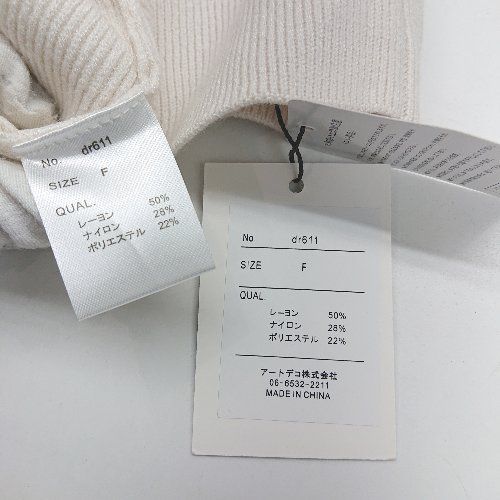 No. dr611
SIZE F
QUAL.
レーヨン 50%
ナイロン 28%
ポリエステル 22%
No dr611
SIZE F
QUAL.
レーヨン 50%
ナイロン 28%
ポリエステル 22%
アートデコ株式会社
06-6532-2211
MADE IN CHINA